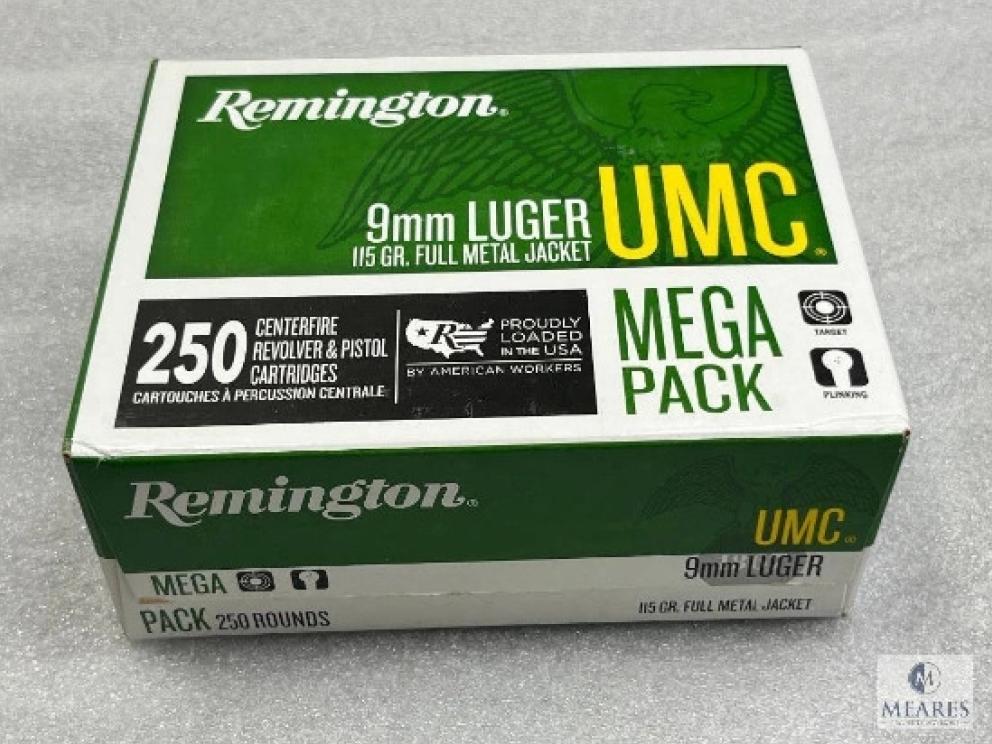 Remington®
9mm LUGER
115 GR. FULL METAL JACKET
UMC®
250
CENTERFIRE
REVOLVER & PISTOL
CARTRIDGES
CARTOUCHES À PERCUSSION CENTRALE
R
PROUDLY
LOADED
IN THE USA
BY AMERICAN WORKERS
MEGA
PACK
TARGET
PLINKING
Remington®
UMC®
MEGA
PACK 250 ROUNDS
9mm LUGER
115 GR. FULL METAL JACKET
M
MEARES